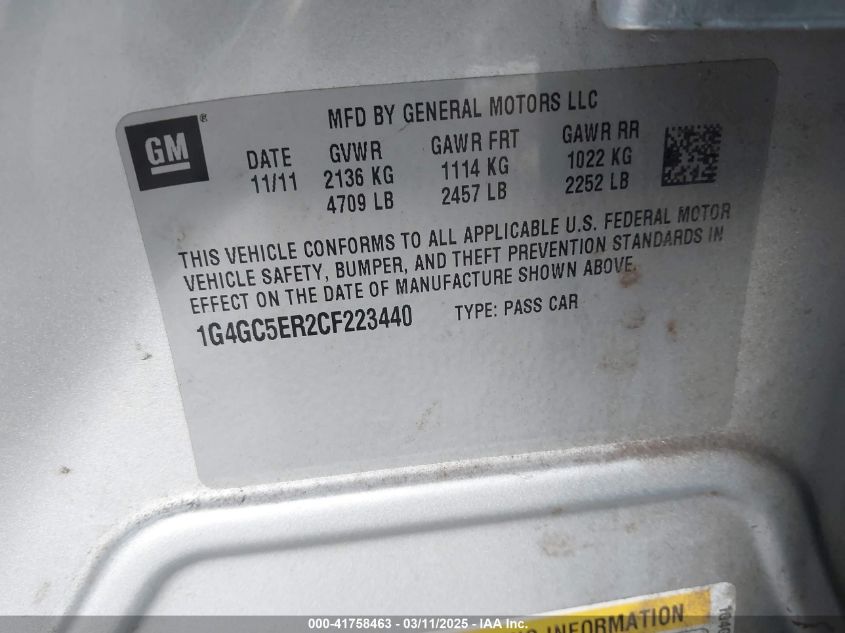 MFD BY GENERAL MOTORS LLC
GM®
DATE GVWR GAWR FRT GAWR RR
11/11 2136 KG 1114 KG 1022 KG
4709 LB 2457 LB 2252 LB
THIS VEHICLE CONFORMS TO ALL APPLICABLE U.S. FEDERAL MOTOR
VEHICLE SAFETY, BUMPER, AND THEFT PREVENTION STANDARDS IN
EFFECT ON THE DATE OF MANUFACTURE SHOWN ABOVE.
1G4GC5ER2CF223440 TYPE: PASS CAR
INFORMATION
000-41758463 - 03/11/2025 - IAA Inc.